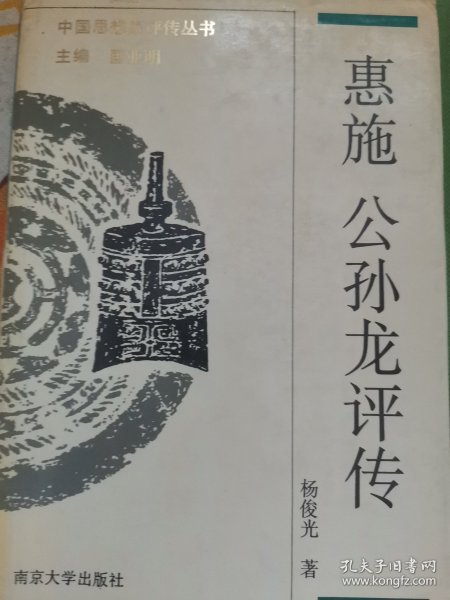 中国思想家评传丛书
主编 匡亚明
惠施 公孙龙评传
杨俊光 著
南京大学出版社
孔夫子旧书网
www.kongfz.com